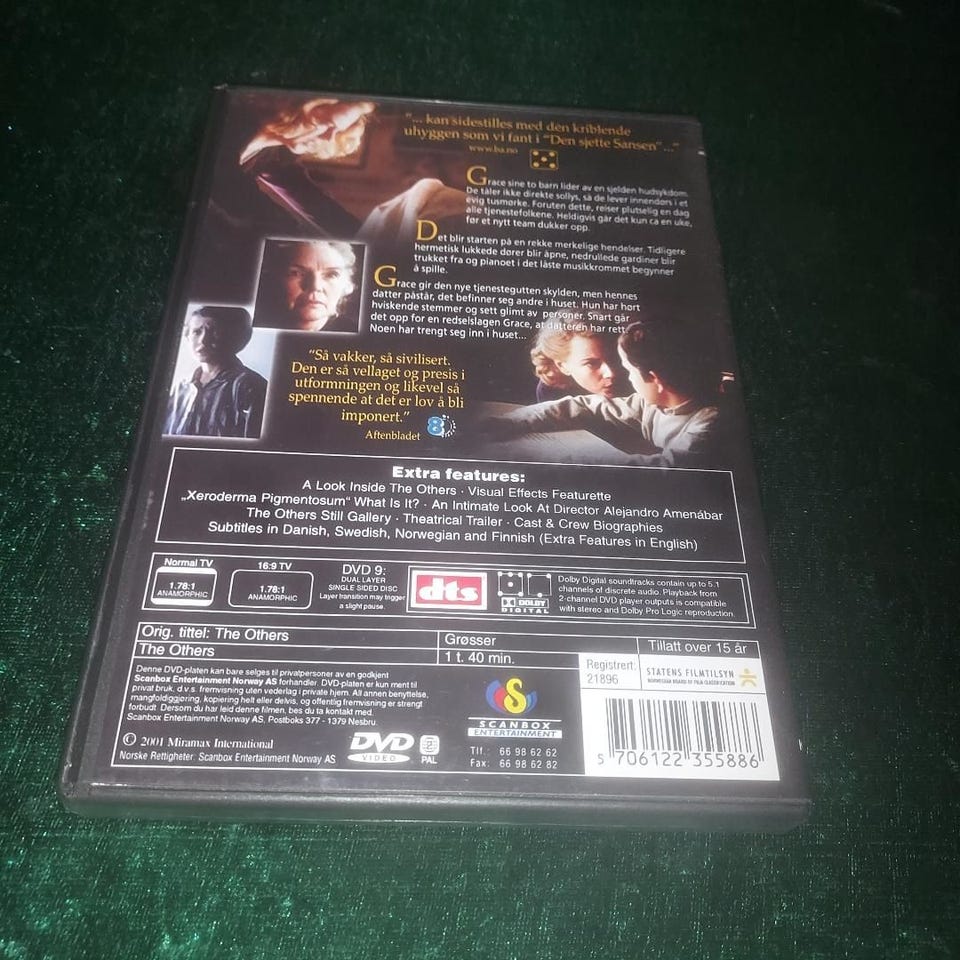 "... kan sidestilles med den kriblende
uhyggen som vi fant i "Den sjette Sansen"..."
www.ba.no
Grace sine to barn lider av en sjelden hudsykdom.
De tåler ikke direkte sollys, så de lever innendørs i et
evig tusmørke. Foruten dette, reiser plutselig en dag
alle tjenestefolkene. Heldigvis går det kun ca en uke,
før et nytt team dukker opp.
Det blir starten på en rekke merkelige hendelser. Tidligere
hermetisk lukkede dører blir åpne, nedrullede gardiner blir
trukket fra og pianoet i det låste musikkrommet begynner
å spille.
Grace gir den nye tjenestegutten skylden, men hennes
datter påstår, det befinner seg andre i huset. Hun har hørt
hviskende stemmer og sett glimt av personer. Snart går
det opp for en redselslagen Grace, at datteren har rett.
Noen har trengt seg inn i huset...
"Så vakker, så sivilisert.
Den er så vellaget og presis i
utformningen og likevel så
spennende at det er lov å bli
imponert."
Aftenbladet
8
Extra features:
A Look Inside The Others · Visual Effects Featurette
„Xeroderma Pigmentosum" What Is It? · An Intimate Look At Director Alejandro Amenábar
The Others Still Gallery · Theatrical Trailer · Cast & Crew Biographies
Subtitles in Danish, Swedish, Norwegian and Finnish (Extra Features in English)
Normal TV
1.78:1
ANAMORPHIC
16:9 TV
1.78:1
ANAMORPHIC
DVD 9:
DUAL LAYER
SINGLE SIDED DISC
Layer transition may trigger
a slight pause.
dts
DOLBY
DIGITAL
Dolby Digital soundtracks contain up to 5.1
channels of discrete audio. Playback from
2-channel DVD player outputs is compatible
with stereo and Dolby Pro Logic reproduction.
Orig. tittel: The Others
The Others
Grøsser
1 t. 40 min.
Tillatt over 15 år
Denne DVD-platen kan bare selges til privatpersoner av en godkjent
Scanbox Entertainment Norway AS forhandler. DVD-platen er kun ment til
privat bruk, d.v.s. fremvisning uten vederlag i private hjem. All annen benyttelse,
mangfoldiggjøring, kopiering helt eller delvis, og offentlig fremvisning er strengt
forbudt. Dersom du har leid denne filmen, bes du ta kontakt med.
Scanbox Entertainment Norway AS, Postboks 377 - 1379 Nesbru.
© 2001 Miramax International
Norske Rettigheter: Scanbox Entertainment Norway AS
DVD
VIDEO
2
PAL
S
SCANBOX
ENTERTAINMENT
Tlf.: 66 98 62 62
Fax: 66 98 62 82
Registrert:
21896
STATENS FILMTILSYN
NORWEGIAN BOARD OF FILM CLASSIFICATION
5 706122 355886